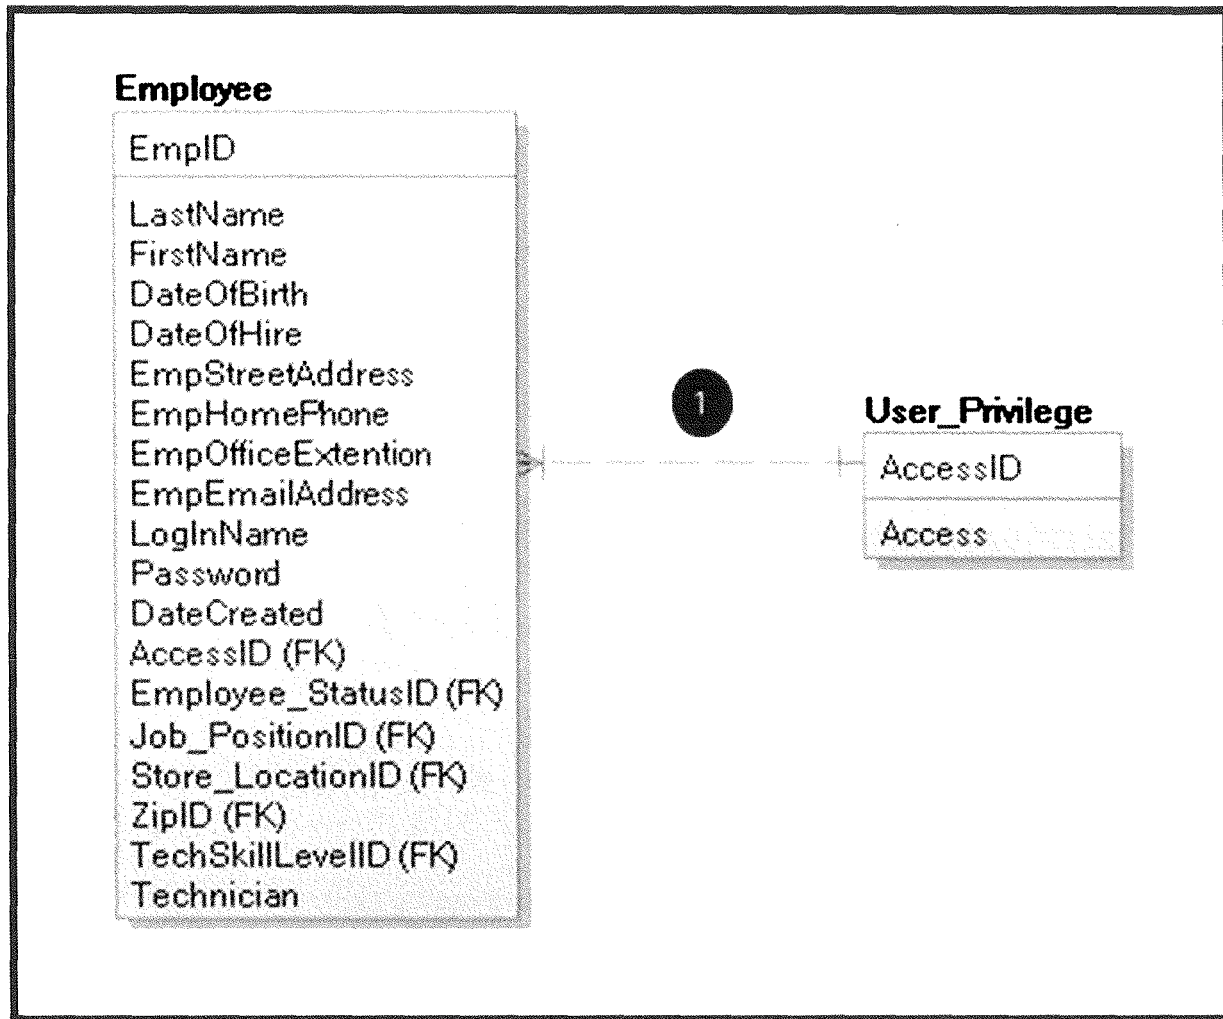 Employee
EmpID
LastName
FirstName
DateOfBirth
DateOfHire
EmpStreetAddress
EmpHomePhone
EmpOfficeExtention
EmpEmailAddress
LogInName
Password
DateCreated
AccessID (FK)
Employee_StatusID (FK)
Job_PositionID (FK)
Store_LocationID (FK)
ZipID (FK)
TechSkillLevelID (FK)
Technician
1
User_Privilege
AccessID
Access